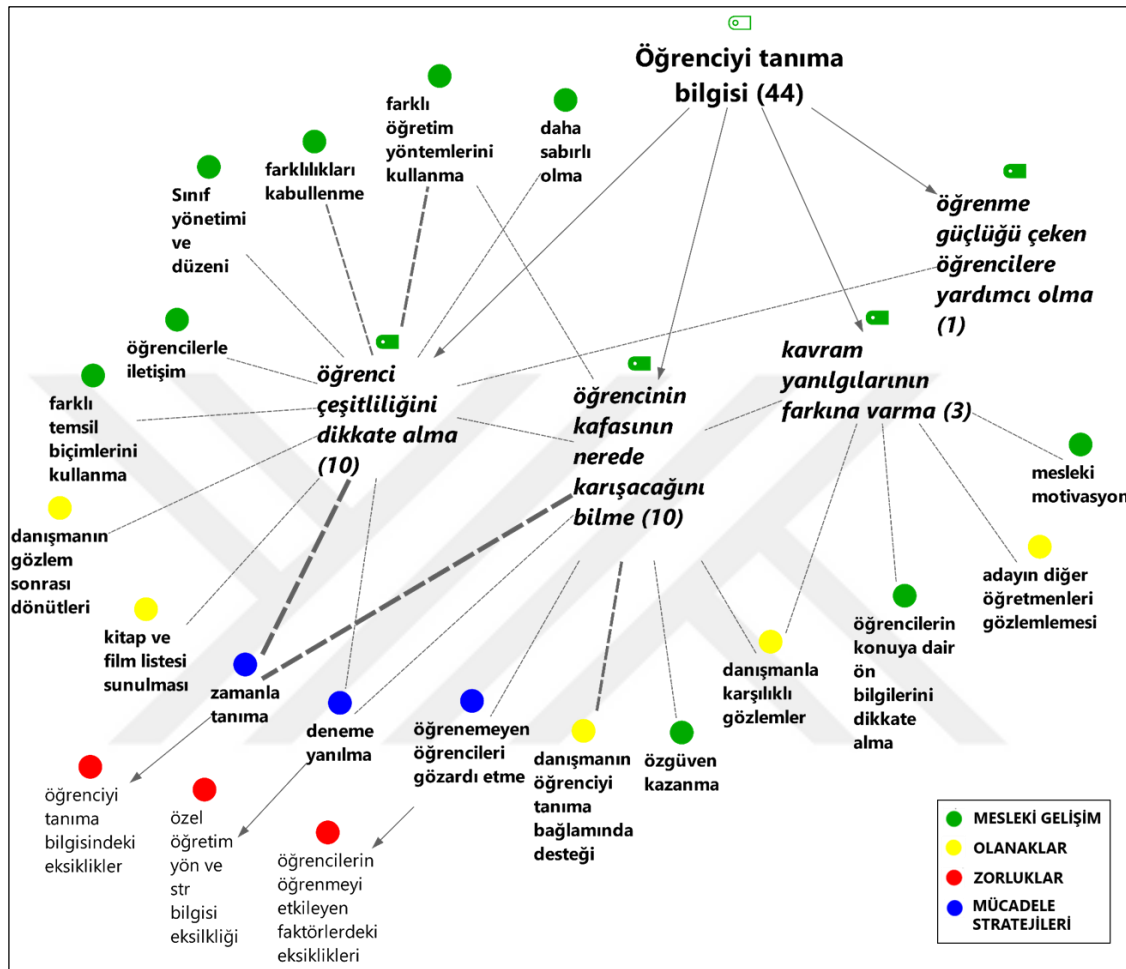 Öğrenciyi tanıma
bilgisi (44)
farklı
öğretim
yöntemlerini
kullanma
daha
sabırlı
olma
farklılıkları
kabullenme
Sınıf
yönetimi
ve
düzeni
öğrenme
güçlüğü çeken
öğrencilere
yardımcı olma
(1)
öğrencilerle
iletişim
kavram
yanılgılarının
farkına varma (3)
öğrenci
çeşitliliğini
dikkate alma
(10)
öğrencinin
kafasının
nerede
karışacağını
bilme (10)
farklı
temsil
biçimlerini
kullanma
mesleki
motivasyon
danışmanın
gözlem
sonrası
dönütleri
adayın diğer
öğretmenleri
gözlemlemesi
kitap ve
film listesi
sunulması
öğrencilerin
konuya dair
ön
bilgilerini
dikkate
alma
danışmanla
karşılıklı
gözlemler
zamanla
tanıma
deneme
yanılma
öğrenemeyen
öğrencileri
gözardı etme
danışmanın
öğrenciyi
tanıma
bağlamında
desteği
özgüven
kazanma
öğrenciyi
tanıma
bilgisindeki
eksiklikler
özel
öğretim
yön ve
str
bilgisi
eksilkliği
öğrencilerin
öğrenmeyi
etkileyen
faktörlerdeki
eksiklikleri
MESLEKİ GELİŞİM
OLANAKLAR
ZORLUKLAR
MÜCADELE
STRATEJİLERİ